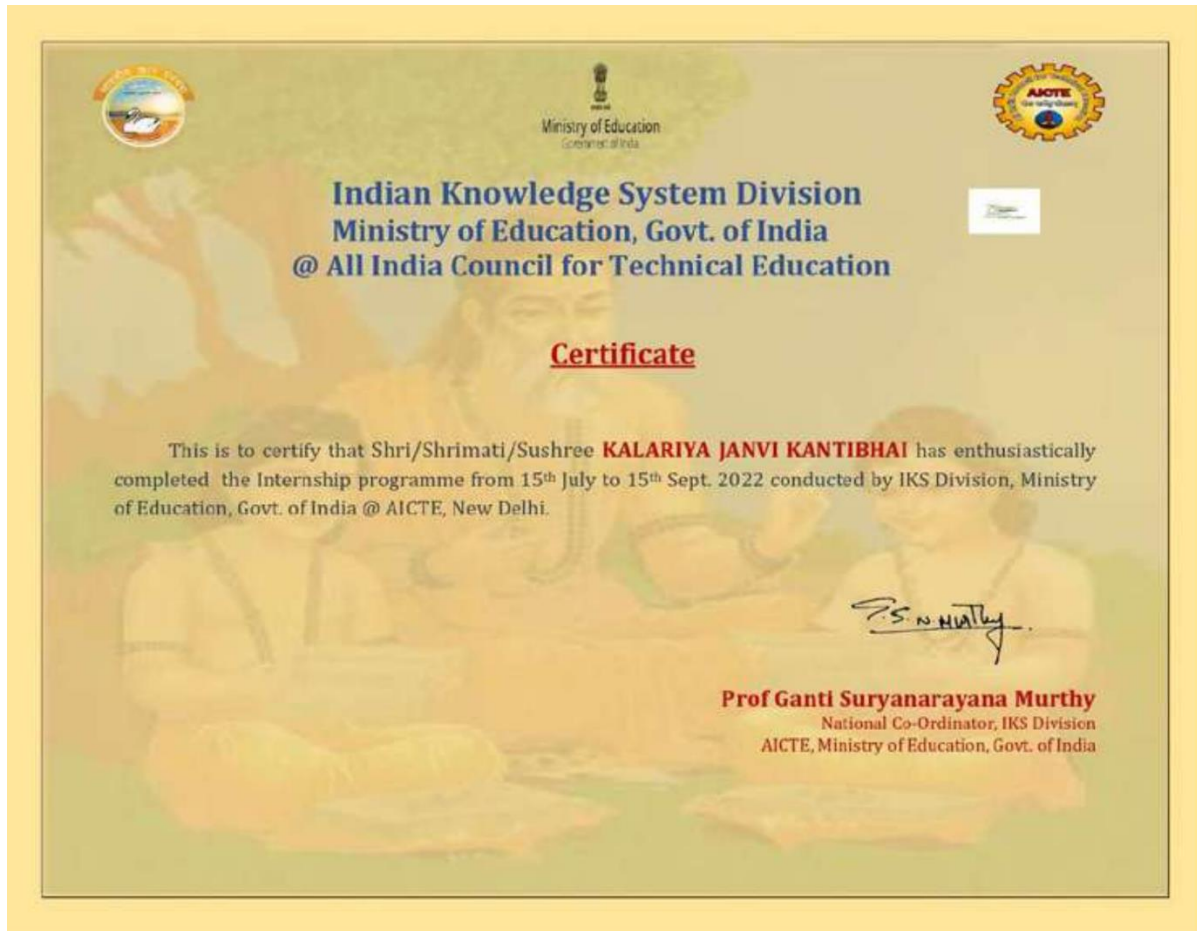 AICTE
Ministry of Education
Government of India
Indian Knowledge System Division
Ministry of Education, Govt. of India
@ All India Council for Technical Education
Certificate
This is to certify that Shri/Shrimati/Sushree KALARIYA JANVI KANTIBHAI has enthusiastically
completed the Internship programme from 15th July to 15th Sept. 2022 conducted by IKS Division, Ministry
of Education, Govt. of India @ AICTE, New Delhi.
G.S.N. Murthy
Prof Ganti Suryanarayana Murthy
National Co-Ordinator, IKS Division
AICTE, Ministry of Education, Govt. of India